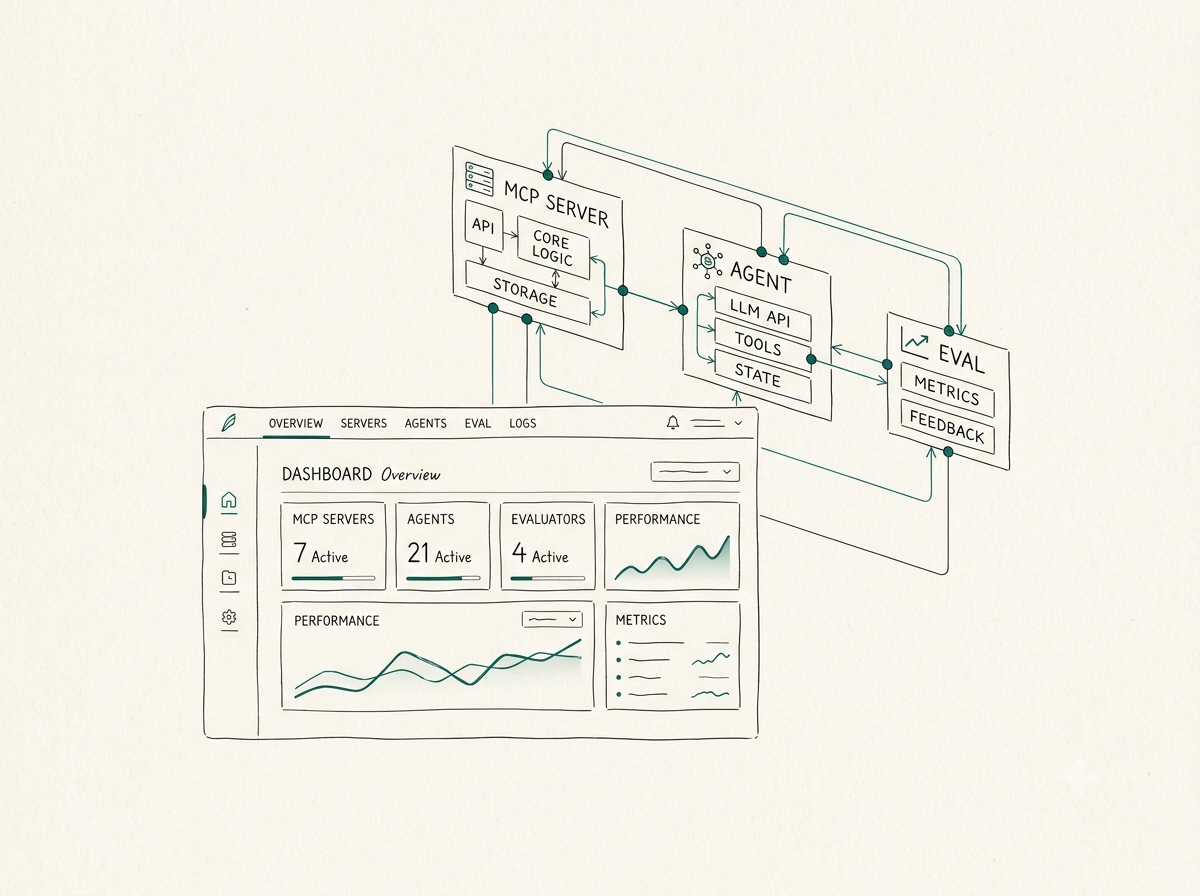 MCP SERVER
API
CORE
LOGIC
STORAGE
AGENT
LLM API
TOOLS
STATE
EVAL
METRICS
FEEDBACK
OVERVIEW SERVERS AGENTS EVAL LOGS
DASHBOARD Overview
MCP SERVERS
7 Active
AGENTS
21 Active
EVALUATORS
4 Active
PERFORMANCE
PERFORMANCE
METRICS